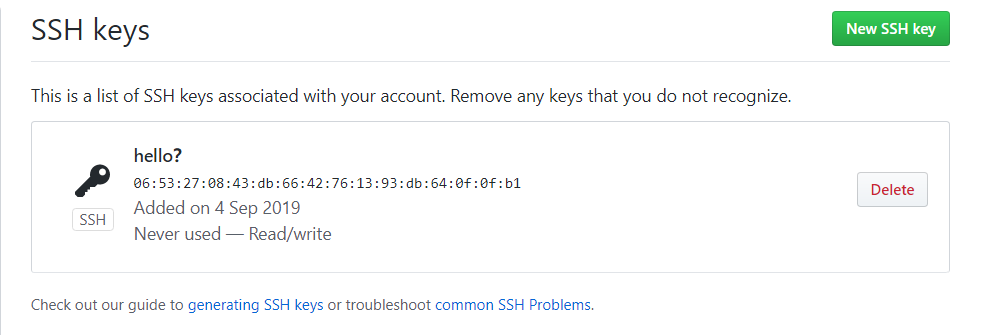 SSH keys
New SSH key
This is a list of SSH keys associated with your account. Remove any keys that you do not recognize.
hello?
06:53:27:08:43:db:66:42:76:13:93:db:64:0f:0f:b1
Added on 4 Sep 2019
Never used — Read/write
SSH
Delete
Check out our guide to generating SSH keys or troubleshoot common SSH Problems.